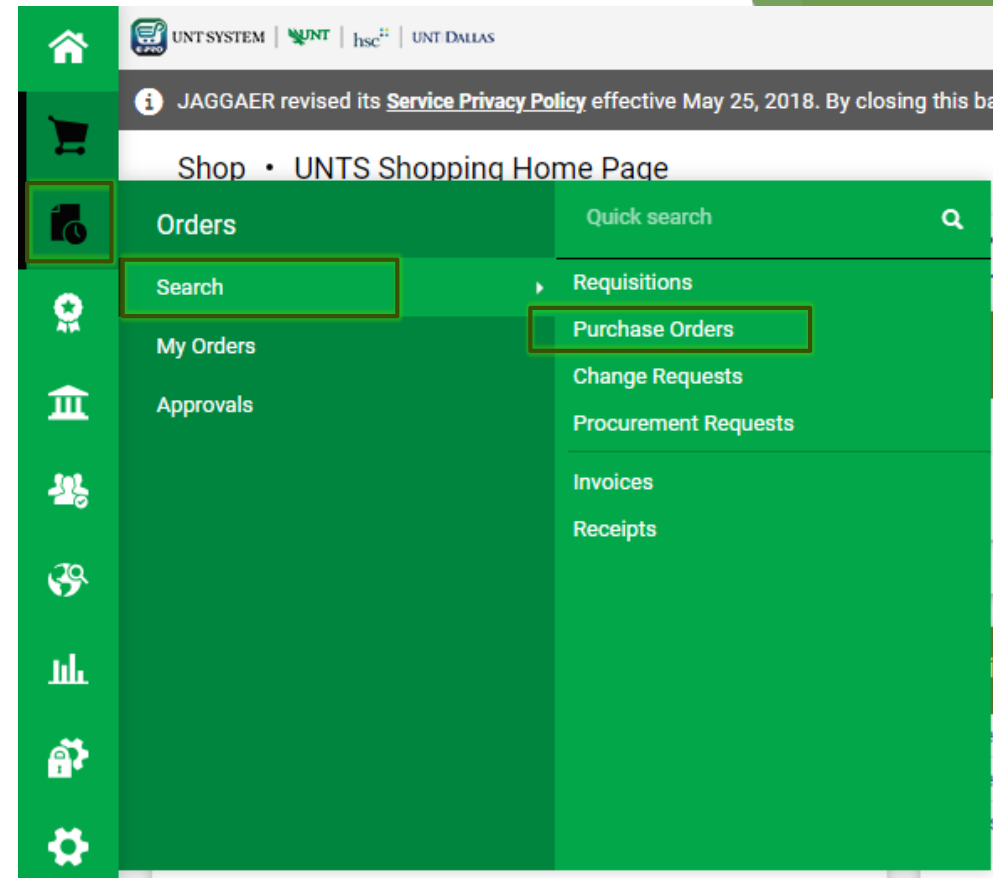 E-PRO UNT SYSTEM | UNT | hsc | UNT DALLAS
JAGGAER revised its Service Privacy Policy effective May 25, 2018. By closing this ba
Shop • UNTS Shopping Home Page
Orders
Search
My Orders
Approvals
Quick search
Requisitions
Purchase Orders
Change Requests
Procurement Requests
Invoices
Receipts